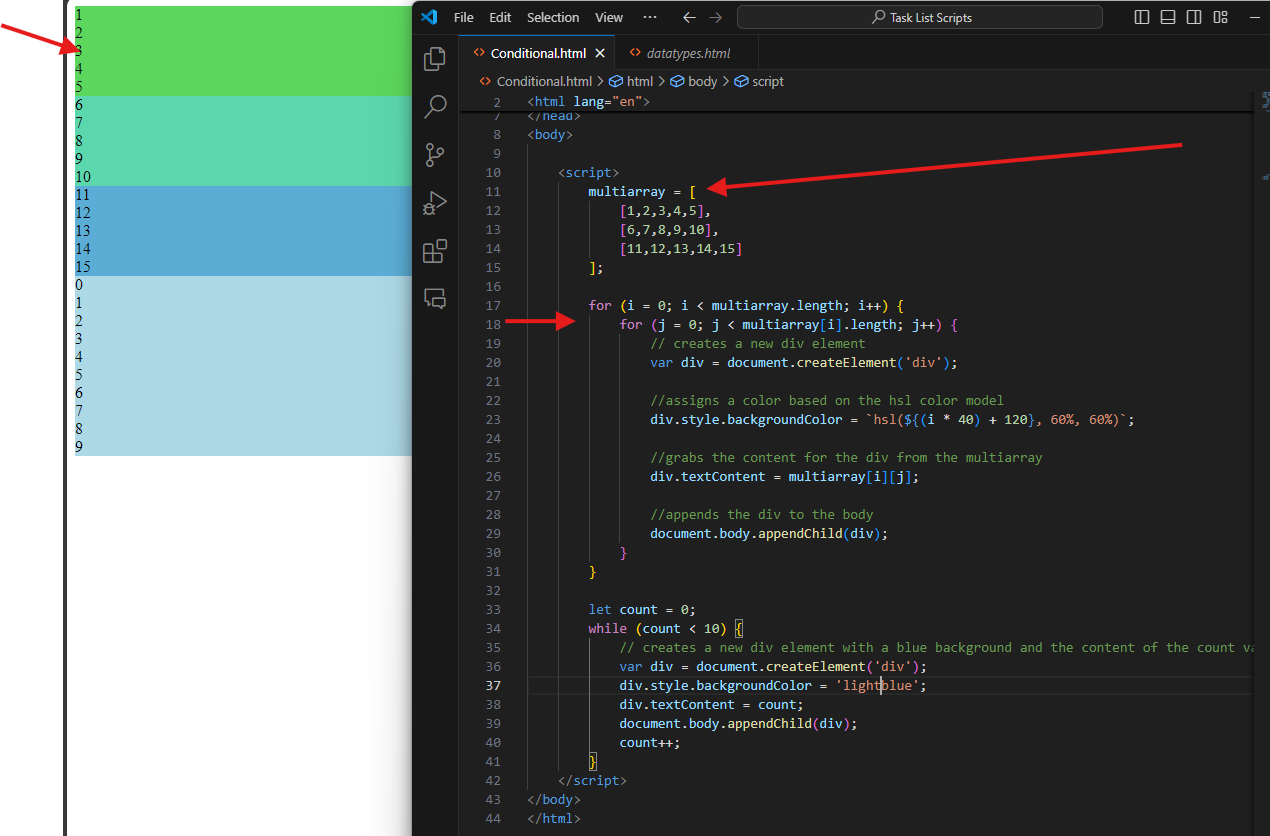 1
2
3
4
5
6
7
8
9
10
11
12
13
14
15
0
1
2
3
4
5
6
7
8
9
File Edit Selection View ··· Task List Scripts
Conditional.html datatypes.html
Conditional.html > html > body > script
2 <html lang="en">
7 </head>
8 <body>
9
10 <script>
11 multiarray = [
12 [1,2,3,4,5],
13 [6,7,8,9,10],
14 [11,12,13,14,15]
15 ];
16
17 for (i = 0; i < multiarray.length; i++) {
18 for (j = 0; j < multiarray[i].length; j++) {
19 // creates a new div element
20 var div = document.createElement('div');
21
22 //assigns a color based on the hsl color model
23 div.style.backgroundColor = `hsl(${(i * 40) + 120}, 60%, 60%)`;
24
25 //grabs the content for the div from the multiarray
26 div.textContent = multiarray[i][j];
27
28 //appends the div to the body
29 document.body.appendChild(div);
30 }
31 }
32
33 let count = 0;
34 while (count < 10) {
35 // creates a new div element with a blue background and the content of the count
36 var div = document.createElement('div');
37 div.style.backgroundColor = 'lightblue';
38 div.textContent = count;
39 document.body.appendChild(div);
40 count++;
41 }
42 </script>
43 </body>
44 </html>